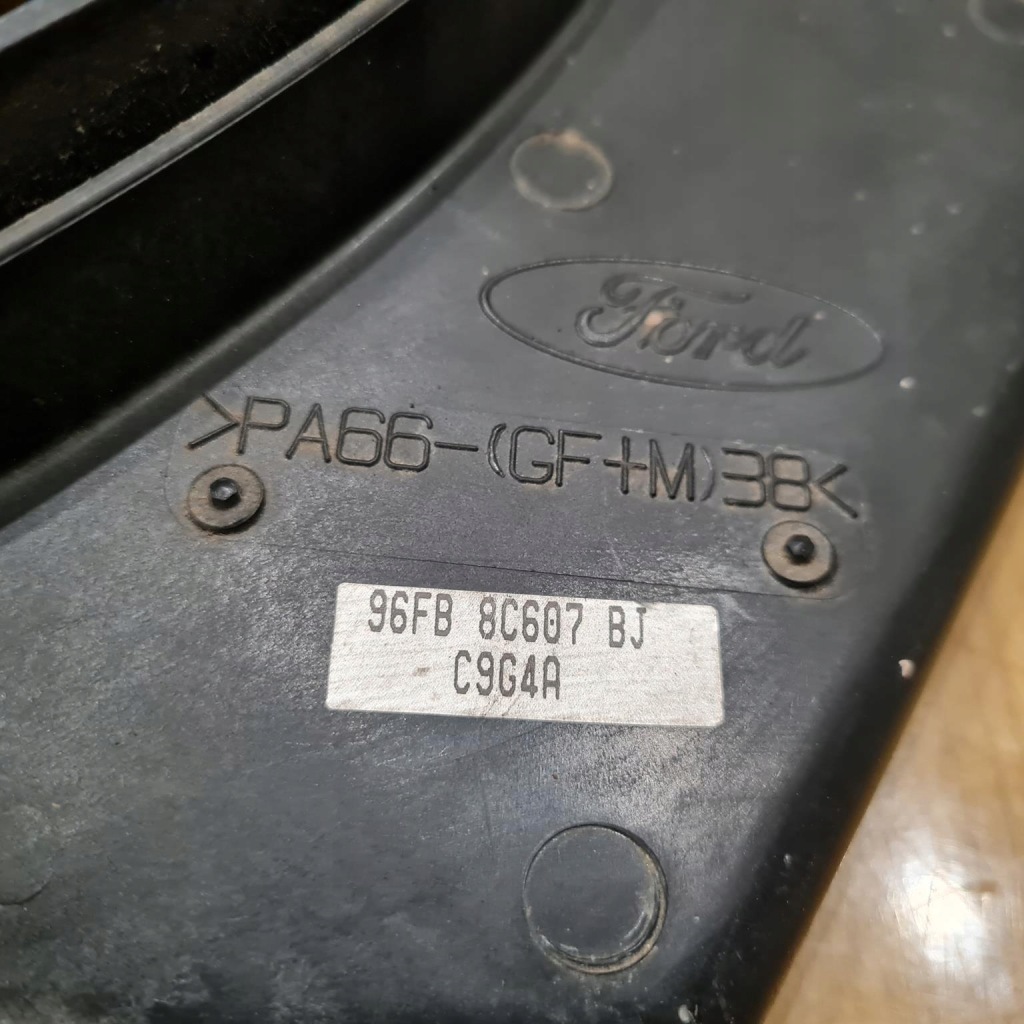 Ford
>PA66-(GF+M)38<
96FB 8C607 BJ
C9G4A